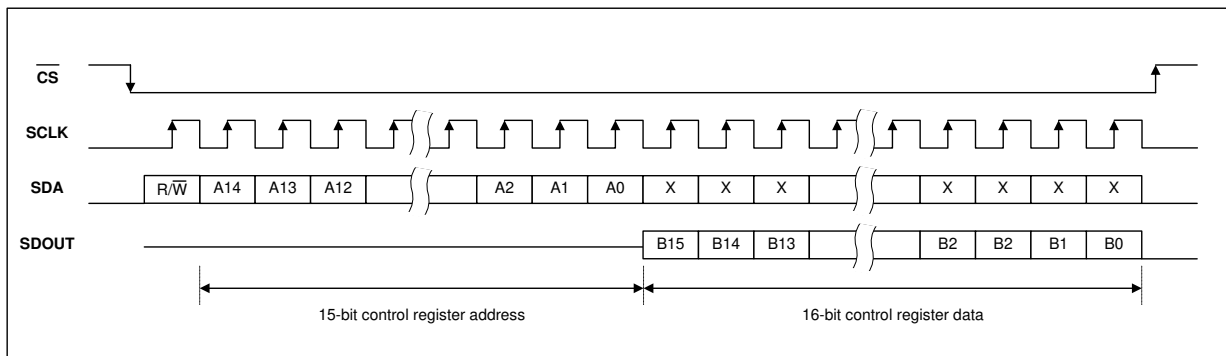 CS
SCLK
SDA R/W A14 A13 A12 A2 A1 A0 X X X X X X X
SDOUT B15 B14 B13 B2 B2 B1 B0
15-bit control register address 16-bit control register data